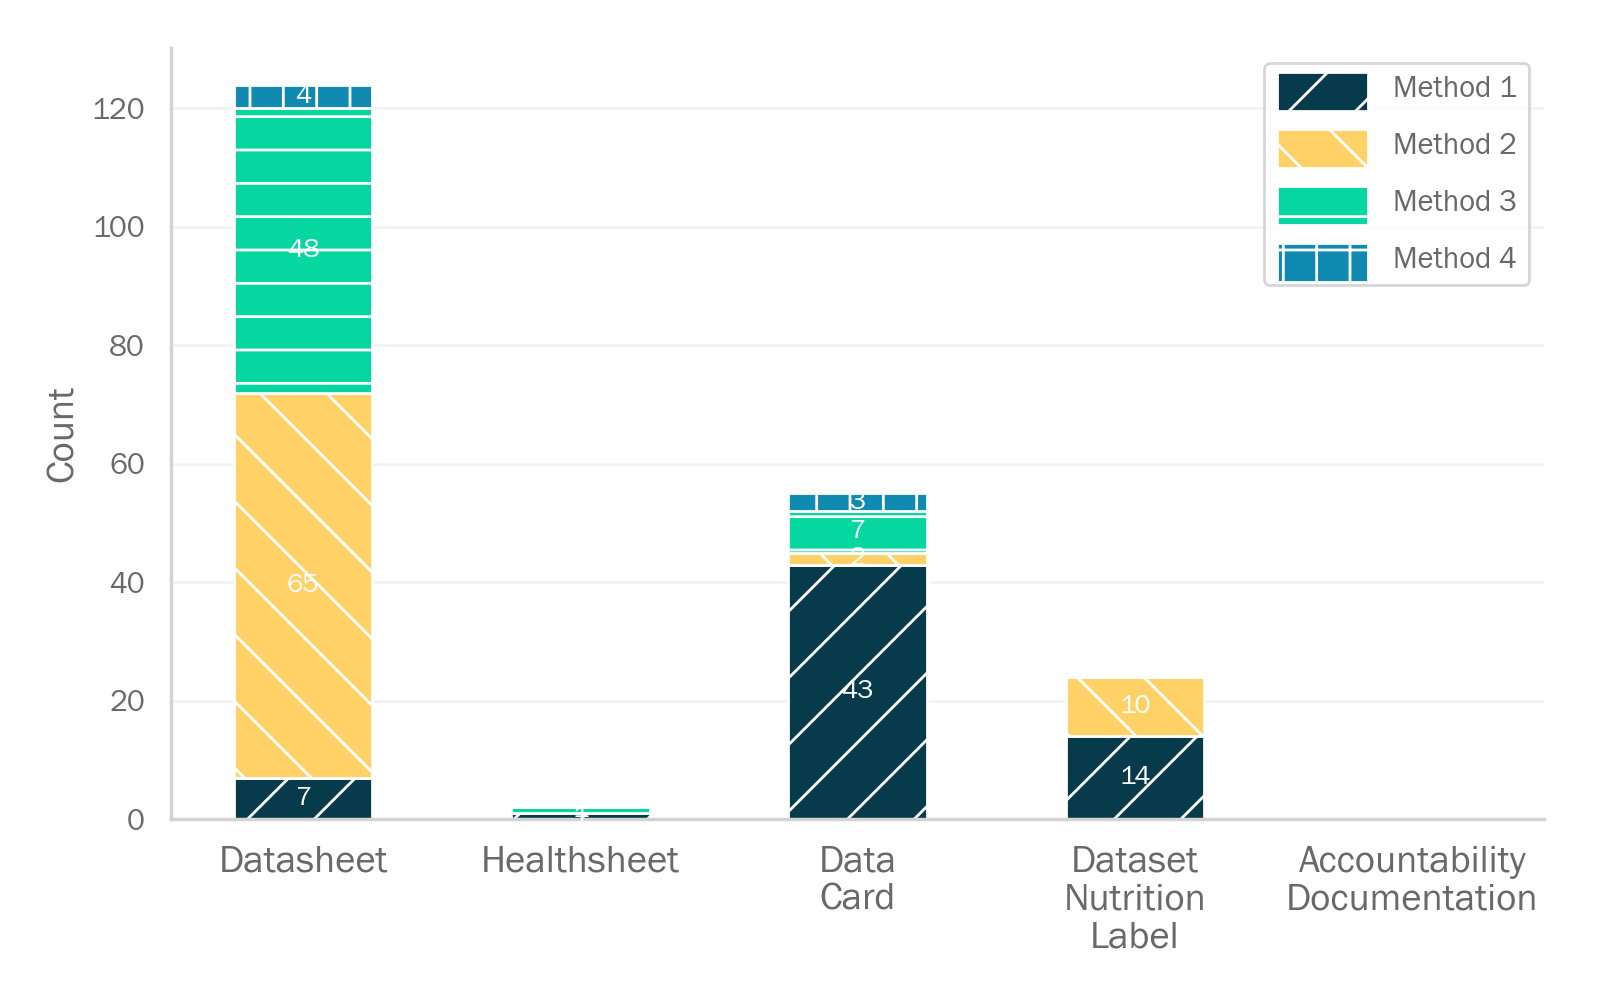 120
100
80
60
40
20
0
Count
4
48
65
7
3
7
2
43
10
14
Method 1
Method 2
Method 3
Method 4
Datasheet
Healthsheet
Data
Card
Dataset
Nutrition
Label
Accountability
Documentation